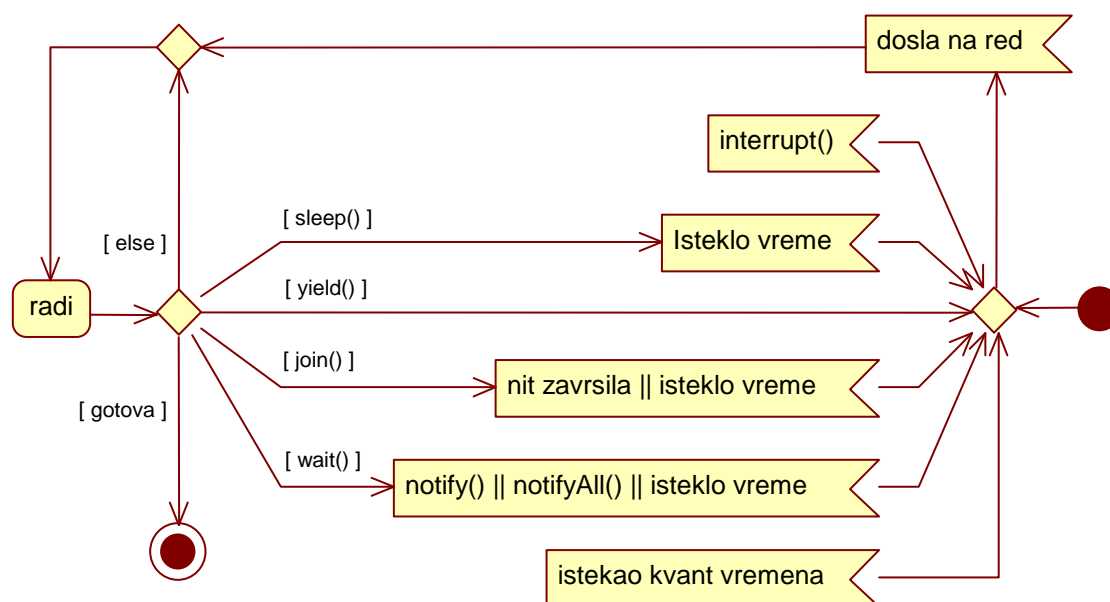 dosla na red
interrupt()
[ sleep() ]
Isteklo vreme
[ else ]
[ yield() ]
radi
[ join() ]
nit zavrsila || isteklo vreme
[ gotova ]
[ wait() ]
notify() || notifyAll() || isteklo vreme
istekao kvant vremena